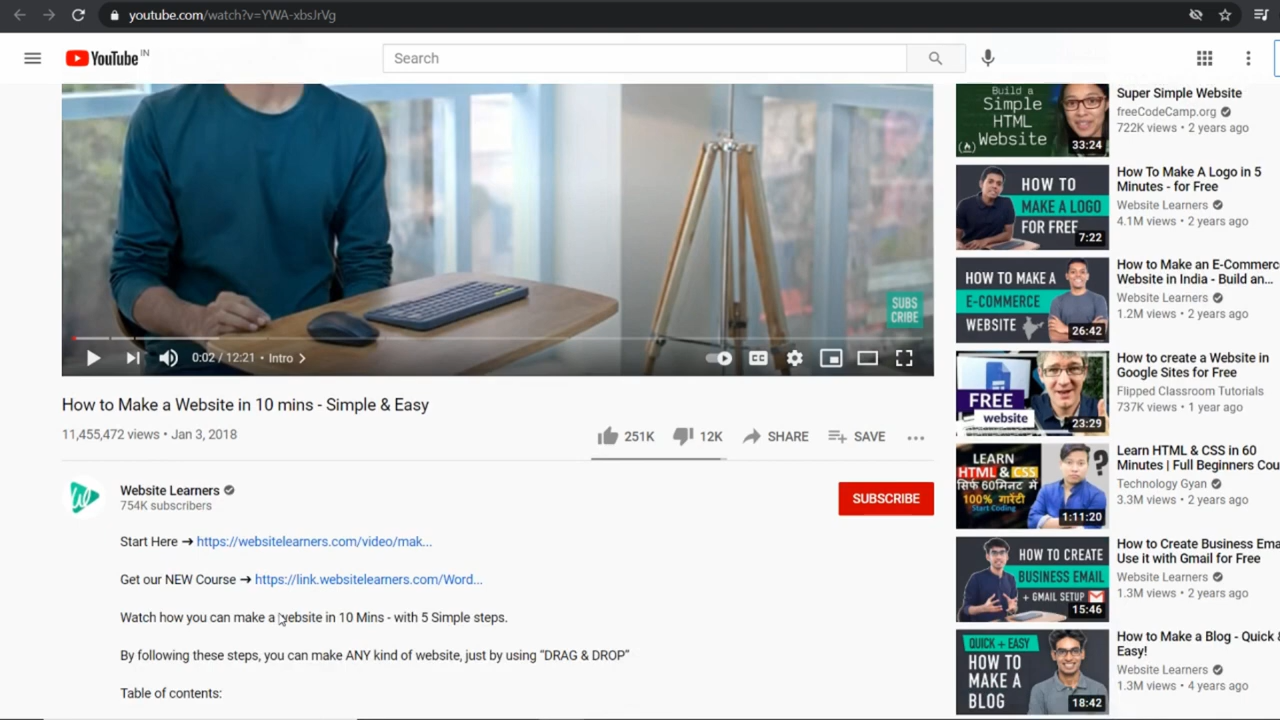 youtube.com/watch?v=YWA-xbsJrVg
YouTube IN
Search
SUBS
CRIBE
0:02 / 12:21 • Intro
CC
How to Make a Website in 10 mins - Simple & Easy
11,455,472 views • Jan 3, 2018
251K
12K
SHARE
SAVE
Website Learners
754K subscribers
SUBSCRIBE
Start Here ➔ https://websitelearners.com/video/mak...
Get our NEW Course ➔ https://link.websitelearners.com/Word...
Watch how you can make a website in 10 Mins - with 5 Simple steps.
By following these steps, you can make ANY kind of website, just by using “DRAG & DROP”
Table of contents:
Build a
Simple
HTML
Website
33:24
Super Simple Website
freeCodeCamp.org
722K views • 2 years ago
HOW TO
MAKE A LOGO
FOR FREE
7:22
How To Make A Logo in 5
Minutes - for Free
Website Learners
4.1M views • 2 years ago
HOW TO MAKE A
E-COMMERCE
WEBSITE
26:42
How to Make an E-Commerc
Website in India - Build an...
Website Learners
1.2M views • 2 years ago
FREE
website
23:29
How to create a Website in
Google Sites for Free
Flipped Classroom Tutorials
737K views • 1 year ago
LEARN
HTML & CSS
सिर्फ 60मिनट में
100% गारंटी
Start Coding
?
1:11:20
Learn HTML & CSS in 60
Minutes | Full Beginners Cou
Technology Gyan
3.3M views • 2 years ago
HOW TO CREATE
BUSINESS EMAIL
+ GMAIL SETUP
15:46
How to Create Business Ema
Use it with Gmail for Free
Website Learners
1.3M views • 2 years ago
QUICK + EASY
HOW TO
MAKE A
BLOG
18:42
How to Make a Blog - Quick &
Easy!
Website Learners
1.3M views • 4 years ago